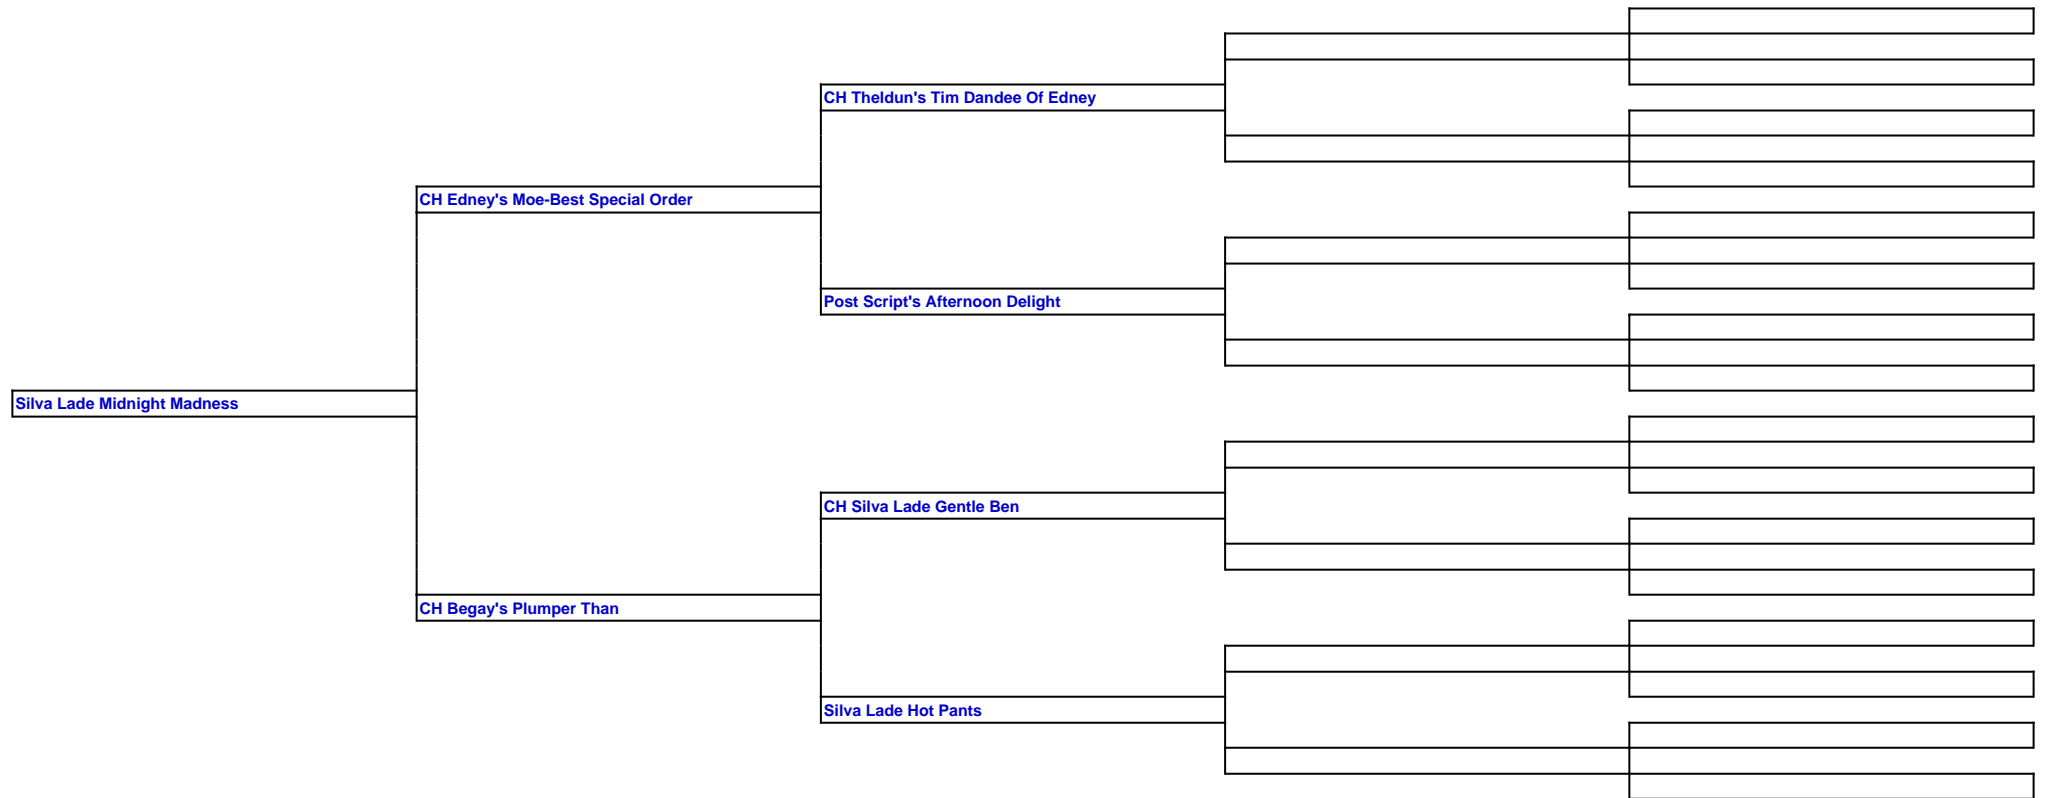 CH Theldun's Tim Dandee Of Edney
CH Edney's Moe-Best Special Order
Post Script's Afternoon Delight
Silva Lade Midnight Madness
CH Silva Lade Gentle Ben
CH Begay's Plumper Than
Silva Lade Hot Pants